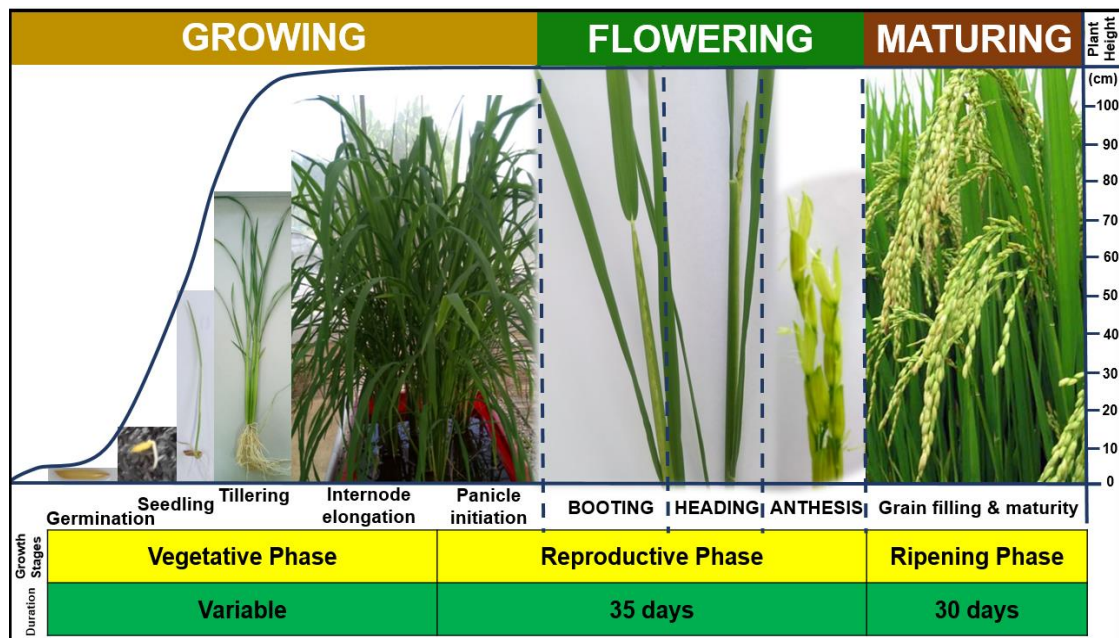 GROWING
FLOWERING
MATURING
Plant
Height
(cm)
100
90
80
70
60
50
40
30
20
10
0
Germination
Seedling
Tillering
Internode
elongation
Panicle
initiation
BOOTING
HEADING
ANTHESIS
Grain filling & maturity
Growth
Stages
Vegetative Phase
Reproductive Phase
Ripening Phase
Duration
Variable
35 days
30 days